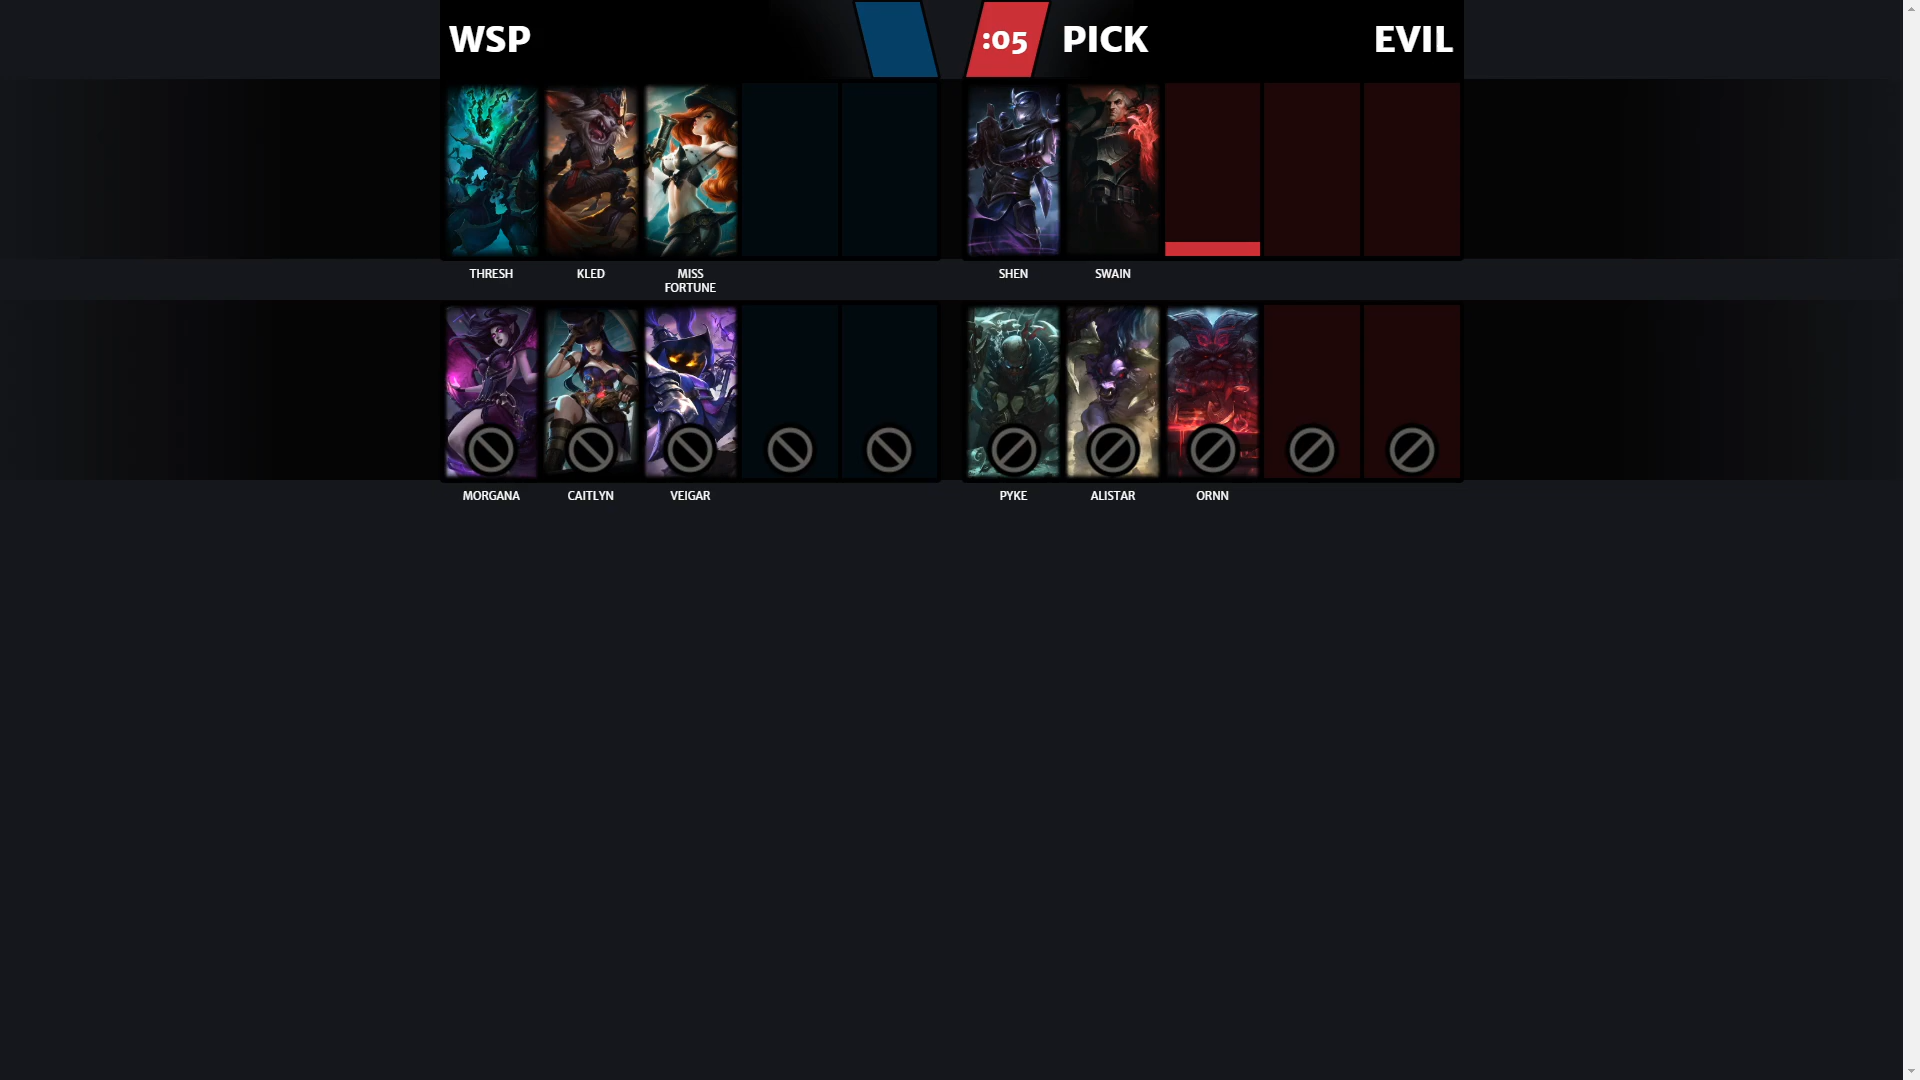 WSP
:05 PICK EVIL
THRESH KLED MISS FORTUNE SHEN SWAIN
MORGANA CAITLYN VEIGAR PYKE ALISTAR ORNN